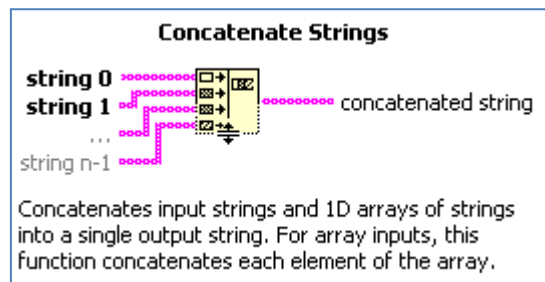 Concatenate Strings
string 0
string 1
...
string n-1
concatenated string
Concatenates input strings and 1D arrays of strings
into a single output string. For array inputs, this
function concatenates each element of the array.